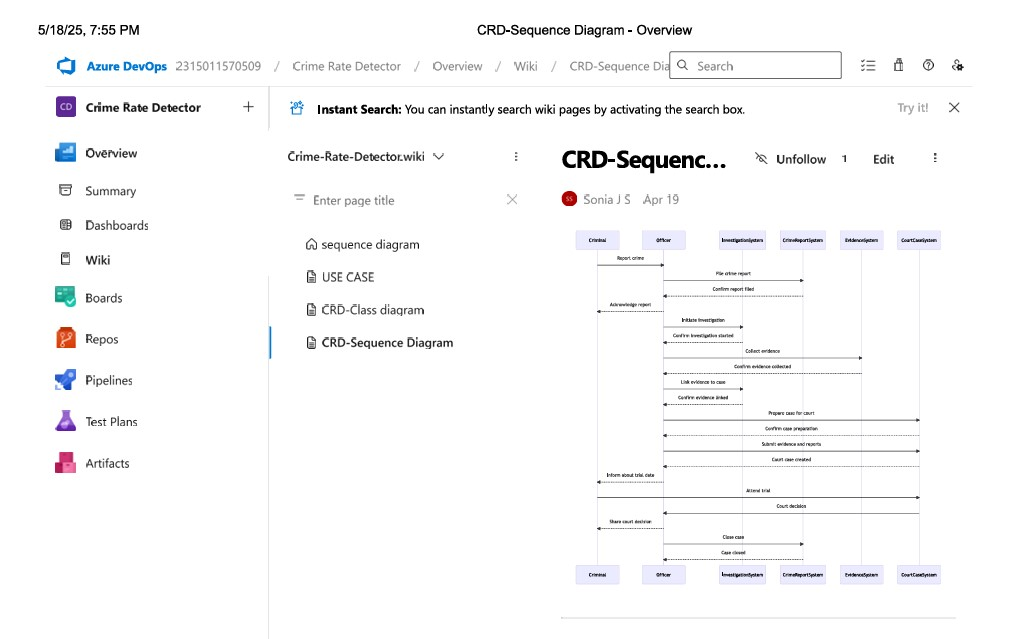 5/18/25, 7:55 PM
CRD-Sequence Diagram - Overview
Azure DevOps 2315011570509 / Crime Rate Detector / Overview / Wiki / CRD-Sequence Dia
Search
CD Crime Rate Detector +
Instant Search: You can instantly search wiki pages by activating the search box.
Try it!
Overview
Summary
Dashboards
Wiki
Boards
Repos
Pipelines
Test Plans
Artifacts
Crime-Rate-Detector.wiki
Enter page title
sequence diagram
USE CASE
CRD-Class diagram
CRD-Sequence Diagram
CRD-Sequenc...
Unfollow 1 Edit
SS Sonia J S Apr 19
Criminal Officer InvestigationSystem CrimeReportSystem EvidenceSystem CourtCaseSystem
Report crime
File crime report
Confirm report filed
Acknowledge report
Initiate investigation
Confirm investigation started
Collect evidence
Confirm evidence collected
Link evidence to case
Confirm evidence linked
Prepare case for court
Confirm case preparation
Submit evidence and reports
Court case created
Inform about trial date
Attend trial
Court decision
Share court decision
Close case
Case closed
Criminal Officer InvestigationSystem CrimeReportSystem EvidenceSystem CourtCaseSystem